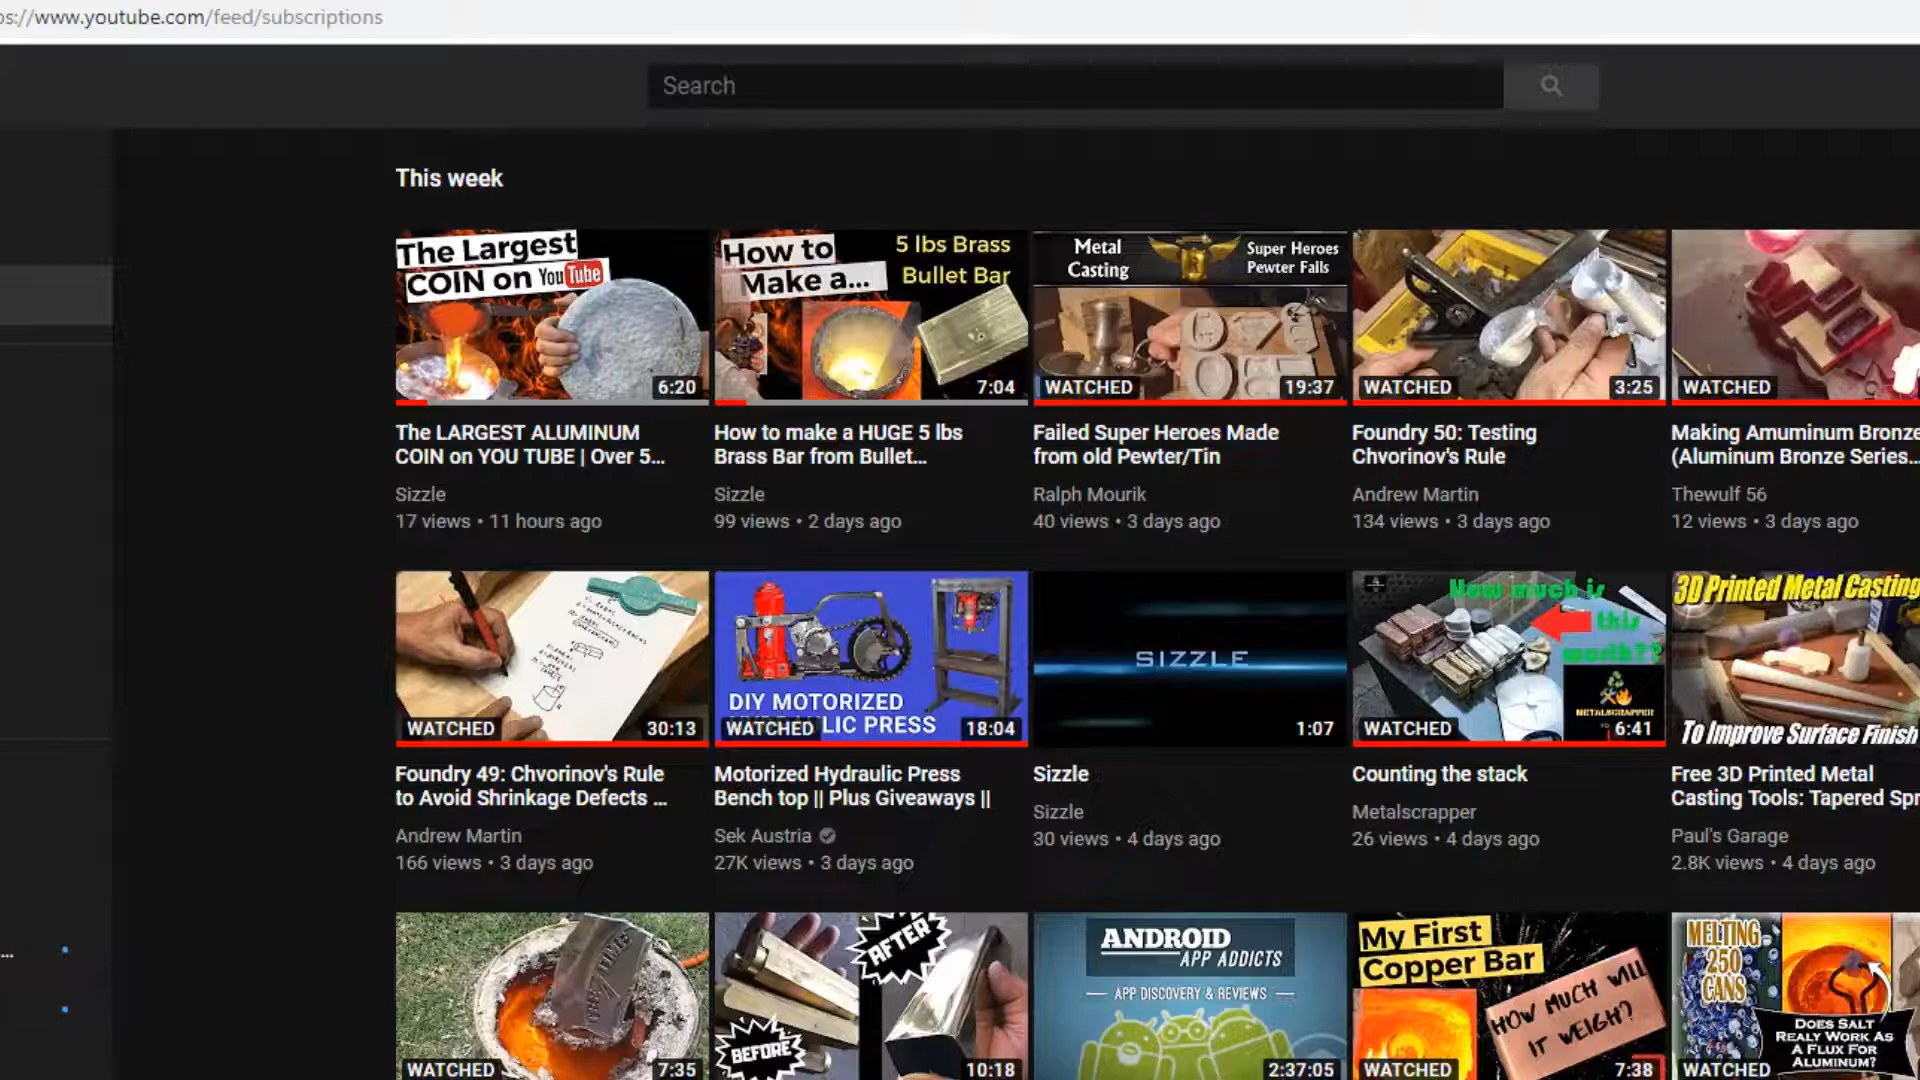 ps://www.youtube.com/feed/subscriptions
Search
This week
The Largest
COIN on YouTube
6:20
How to
Make a...
5 lbs Brass
Bullet Bar
7:04
Metal
Casting
Super Heroes
Pewter Falls
WATCHED
19:37
WATCHED
3:25
WATCHED
The LARGEST ALUMINUM
COIN on YOU TUBE | Over 5...
Sizzle
17 views • 11 hours ago
How to make a HUGE 5 lbs
Brass Bar from Bullet...
Sizzle
99 views • 2 days ago
Failed Super Heroes Made
from old Pewter/Tin
Ralph Mourik
40 views • 3 days ago
Foundry 50: Testing
Chvorinov's Rule
Andrew Martin
134 views • 3 days ago
Making Amuminum Bronze
(Aluminum Bronze Series...
Thewulf 56
12 views • 3 days ago
WATCHED
30:13
DIY MOTORIZED
LIC PRESS
WATCHED
18:04
SIZZLE
1:07
How much is
this
worth??
METALSCRAPPER
WATCHED
6:41
3D Printed Metal Casting
To Improve Surface Finish
Foundry 49: Chvorinov's Rule
to Avoid Shrinkage Defects ...
Andrew Martin
166 views • 3 days ago
Motorized Hydraulic Press
Bench top || Plus Giveaways ||
Sek Austria
27K views • 3 days ago
Sizzle
Sizzle
30 views • 4 days ago
Counting the stack
Metalscrapper
26 views • 4 days ago
Free 3D Printed Metal
Casting Tools: Tapered Spr
Paul's Garage
2.8K views • 4 days ago
...
WATCHED
7:35
AFTER
BEFORE
10:18
ANDROID
APP ADDICTS
APP DISCOVERY & REVIEWS
2:37:05
My First
Copper Bar
HOW MUCH WILL
IT WEIGH?
WATCHED
7:38
MELTING
250
CANS
DOES SALT
REALY WORK AS
A FLUX FOR
ALUMINUM?
WATCHED